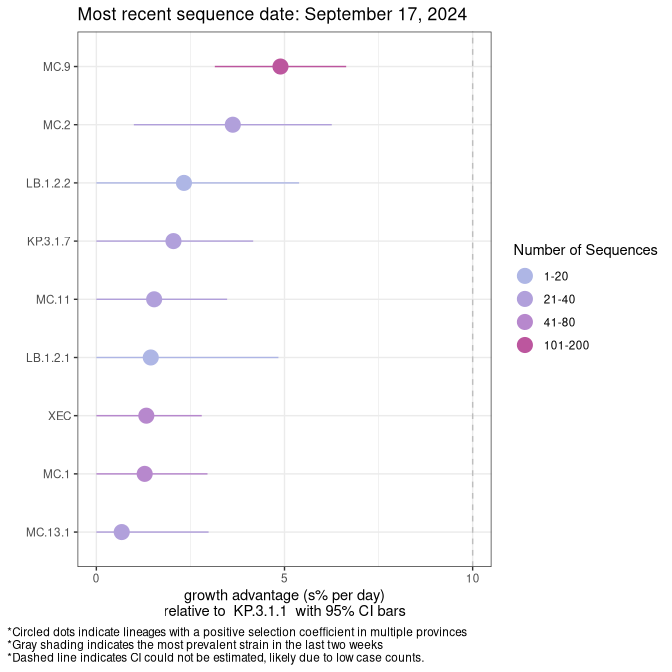 Most recent sequence date: September 17, 2024
MC.9
MC.2
LB.1.2.2
KP.3.1.7
MC.11
LB.1.2.1
XEC
MC.1
MC.13.1
0 5 10
growth advantage (s% per day)
relative to KP.3.1.1 with 95% CI bars
Number of Sequences
1-20
21-40
41-80
101-200
*Circled dots indicate lineages with a positive selection coefficient in multiple provinces
*Gray shading indicates the most prevalent strain in the last two weeks
*Dashed line indicates CI could not be estimated, likely due to low case counts.